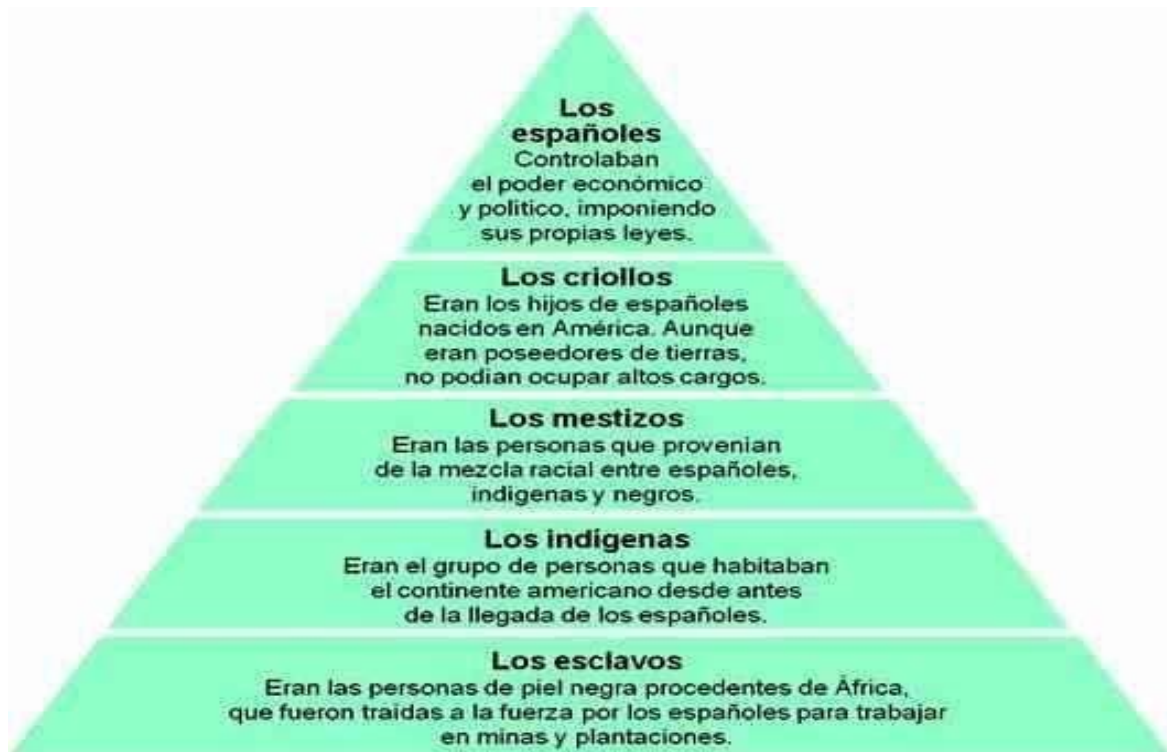 Los
españoles
Controlaban
el poder económico
y politico, imponiendo
sus propias leyes.
Los criollos
Eran los hijos de españoles
nacidos en América. Aunque
eran poseedores de tierras,
no podian ocupar altos cargos.
Los mestizos
Eran las personas que provenian
de la mezcla racial entre españoles,
indigenas y negros.
Los indígenas
Eran el grupo de personas que habitaban
el continente americano desde antes
de la llegada de los españoles.
Los esclavos
Eran las personas de piel negra procedentes de África,
que fueron traidas a la fuerza por los españoles para trabajar
en minas y plantaciones.